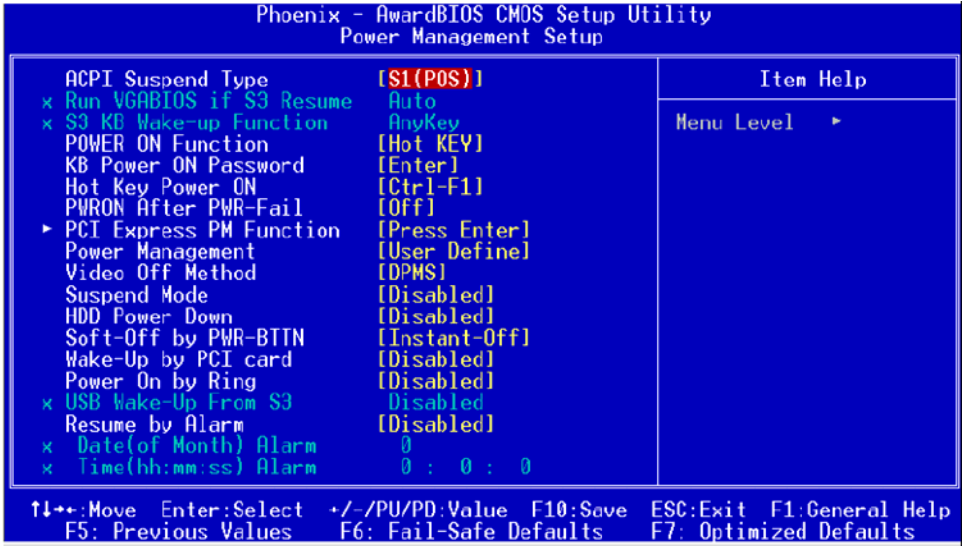 Phoenix - AwardBIOS CMOS Setup Utility
Power Management Setup
ACPI Suspend Type [S1(POS)]
x Run VGABIOS if S3 Resume Auto
x S3 KB Wake-up Function AnyKey
POWER ON Function [Hot KEY]
KB Power ON Password [Enter]
Hot Key Power ON [Ctrl-F1]
PWRON After PWR-Fail [Off]
► PCI Express PM Function [Press Enter]
Power Management [User Define]
Video Off Method [DPMS]
Suspend Mode [Disabled]
HDD Power Down [Disabled]
Soft-Off by PWR-BTTN [Instant-Off]
Wake-Up by PCI card [Disabled]
Power On by Ring [Disabled]
x USB Wake-Up From S3 Disabled
Resume by Alarm [Disabled]
x Date(of Month) Alarm 0
x Time(hh:mm:ss) Alarm 0 : 0 : 0
Item Help
Menu Level ►
↑↓→←:Move Enter:Select +/-/PU/PD:Value F10:Save ESC:Exit F1:General Help
F5: Previous Values F6: Fail-Safe Defaults F7: Optimized Defaults